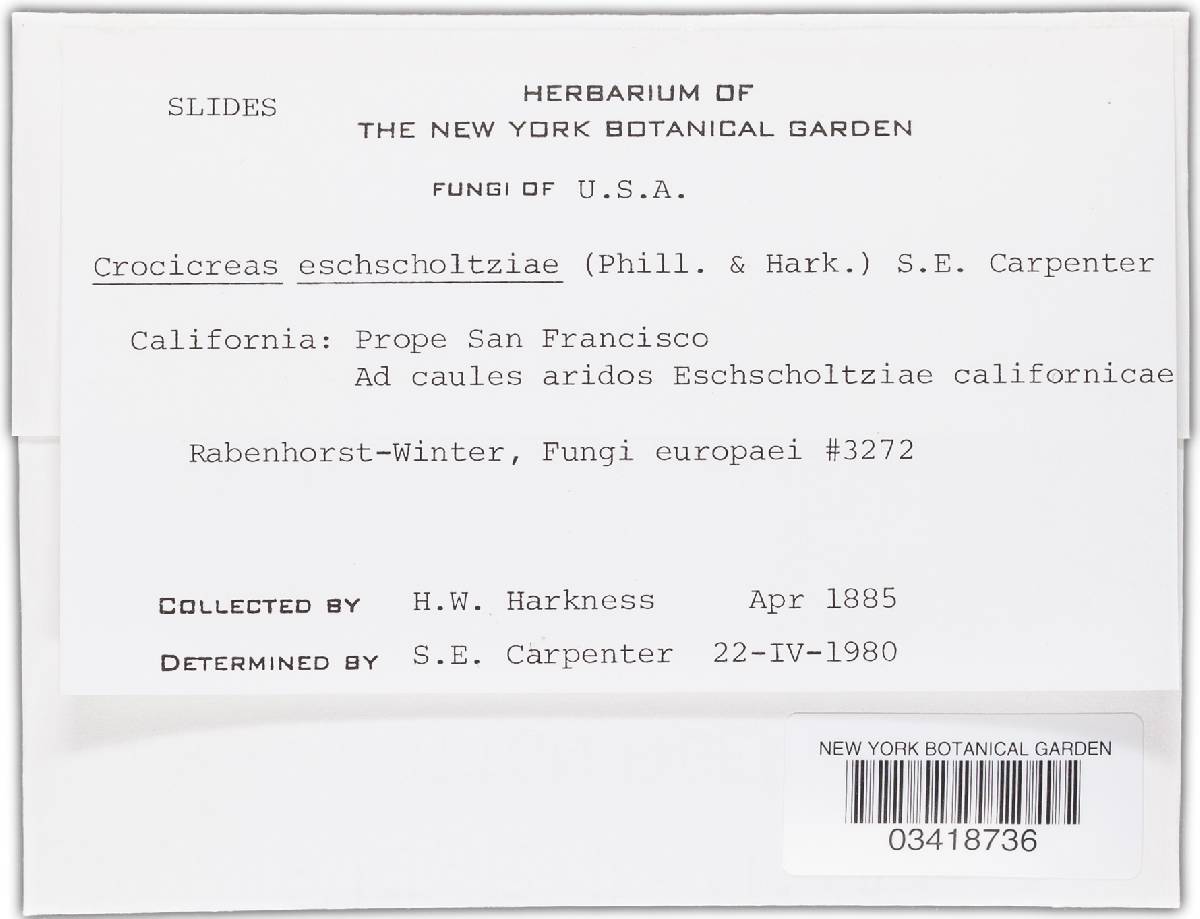 SLIDES
HERBARIUM OF
THE NEW YORK BOTANICAL GARDEN
FUNGI OF U.S.A.
Crocicreas eschscholtziae (Phill. & Hark.) S.E. Carpenter
California: Prope San Francisco
Ad caules aridos Eschscholtziae californicae
Rabenhorst-Winter, Fungi europaei #3272
COLLECTED BY H.W. Harkness Apr 1885
DETERMINED BY S.E. Carpenter 22-IV-1980
NEW YORK BOTANICAL GARDEN
03418736